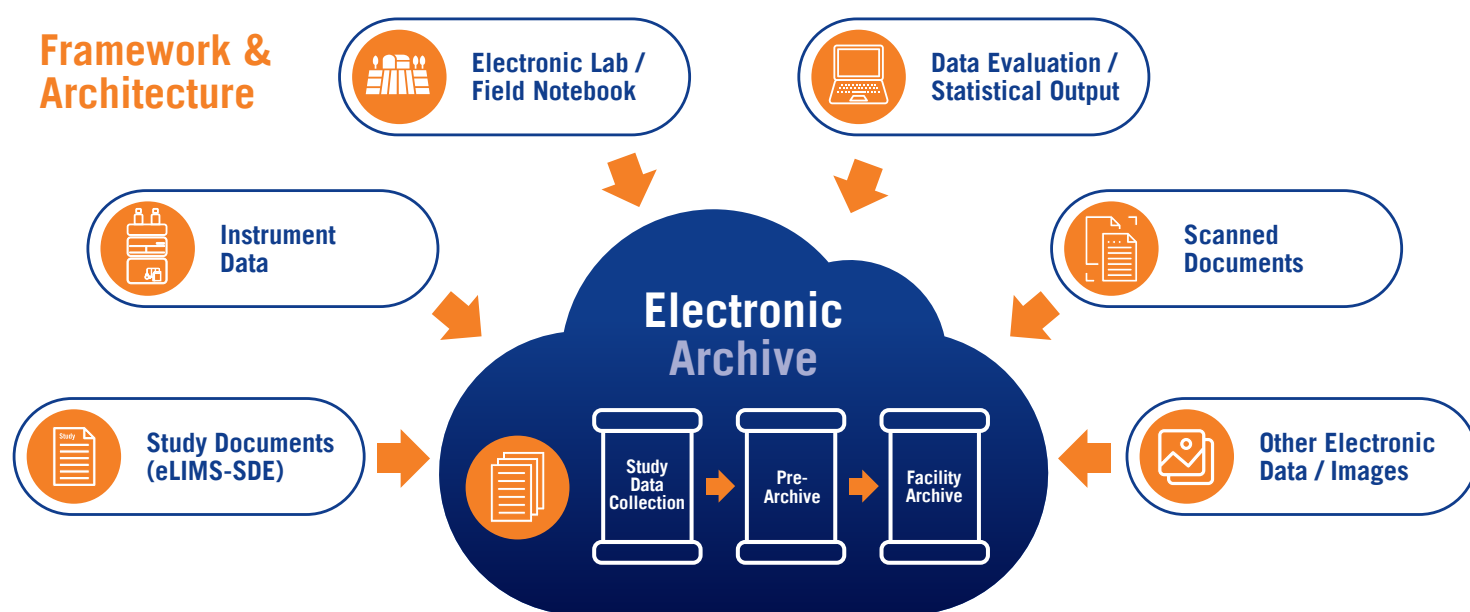 Framework &
Architecture
Electronic Lab /
Field Notebook
Data Evaluation /
Statistical Output
Instrument
Data
Scanned
Documents
Electronic
Archive
Study
Study Documents
(eLIMS-SDE)
Study
Data
Collection
Pre-
Archive
Facility
Archive
Other Electronic
Data / Images